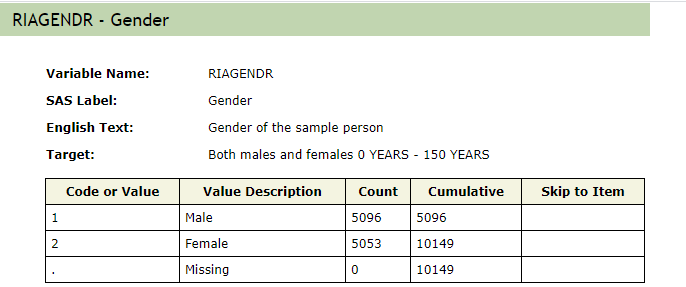 RIAGENDR - Gender
Variable Name: RIAGENDR
SAS Label: Gender
English Text: Gender of the sample person
Target: Both males and females 0 YEARS - 150 YEARS
Code or Value Value Description Count Cumulative Skip to Item
1 Male 5096 5096
2 Female 5053 10149
. Missing 0 10149